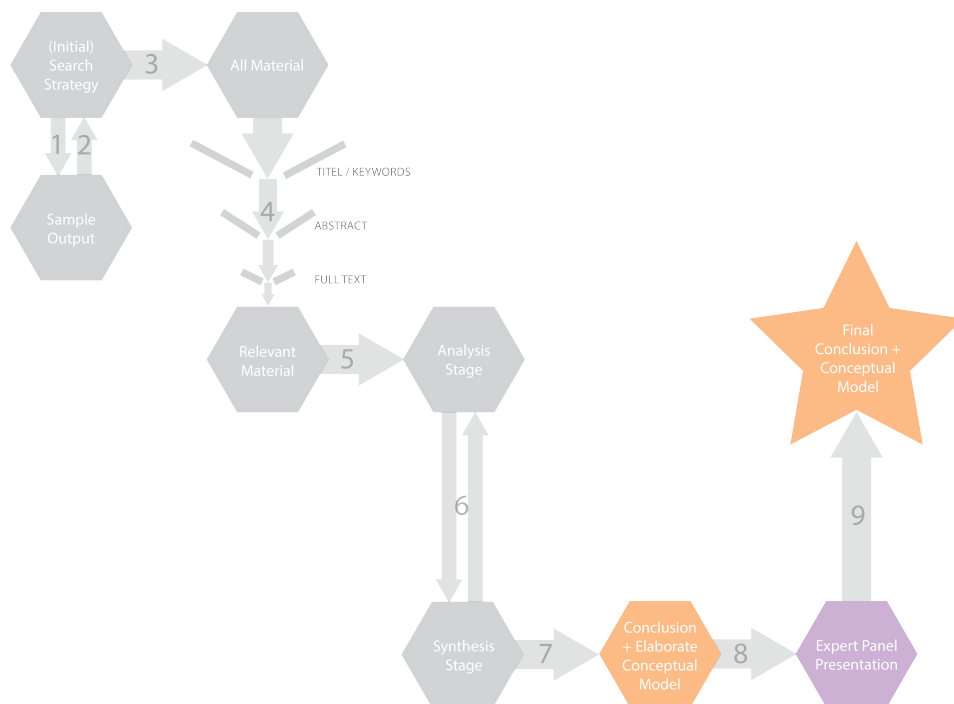 (Initial)
Search
Strategy
3
All Material
1
2
Sample
Output
TITEL / KEYWORDS
4
ABSTRACT
FULL TEXT
Relevant
Material
5
Analysis
Stage
6
Synthesis
Stage
7
Conclusion
+ Elaborate
Conceptual
Model
8
Expert Panel
Presentation
9
Final
Conclusion +
Conceptual
Model